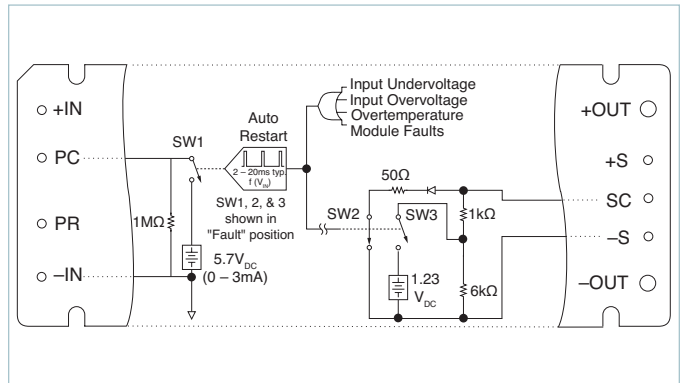 +IN
PC
PR
–IN
SW1
1MΩ
5.7V_DC
(0 – 3mA)
Auto
Restart
2 – 20ms typ.
f (V_IN)
SW1, 2, & 3
shown in
"Fault" position
Input Undervoltage
Input Overvoltage
Overtemperature
Module Faults
50Ω
SW2
SW3
1kΩ
1.23
V_DC
6kΩ
+OUT
+S
SC
–S
–OUT